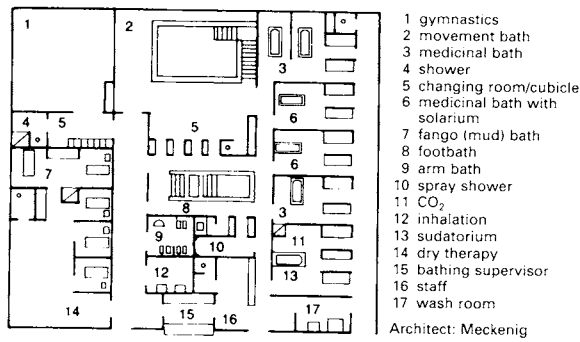 1
2
3
4
5
5
6
6
7
8
3
9
10
11
12
13
14
15
16
17
1 gymnastics
2 movement bath
3 medicinal bath
4 shower
5 changing room/cubicle
6 medicinal bath with
solarium
7 fango (mud) bath
8 footbath
9 arm bath
10 spray shower
11 CO₂
12 inhalation
13 sudatorium
14 dry therapy
15 bathing supervisor
16 staff
17 wash room
Architect: Meckenig